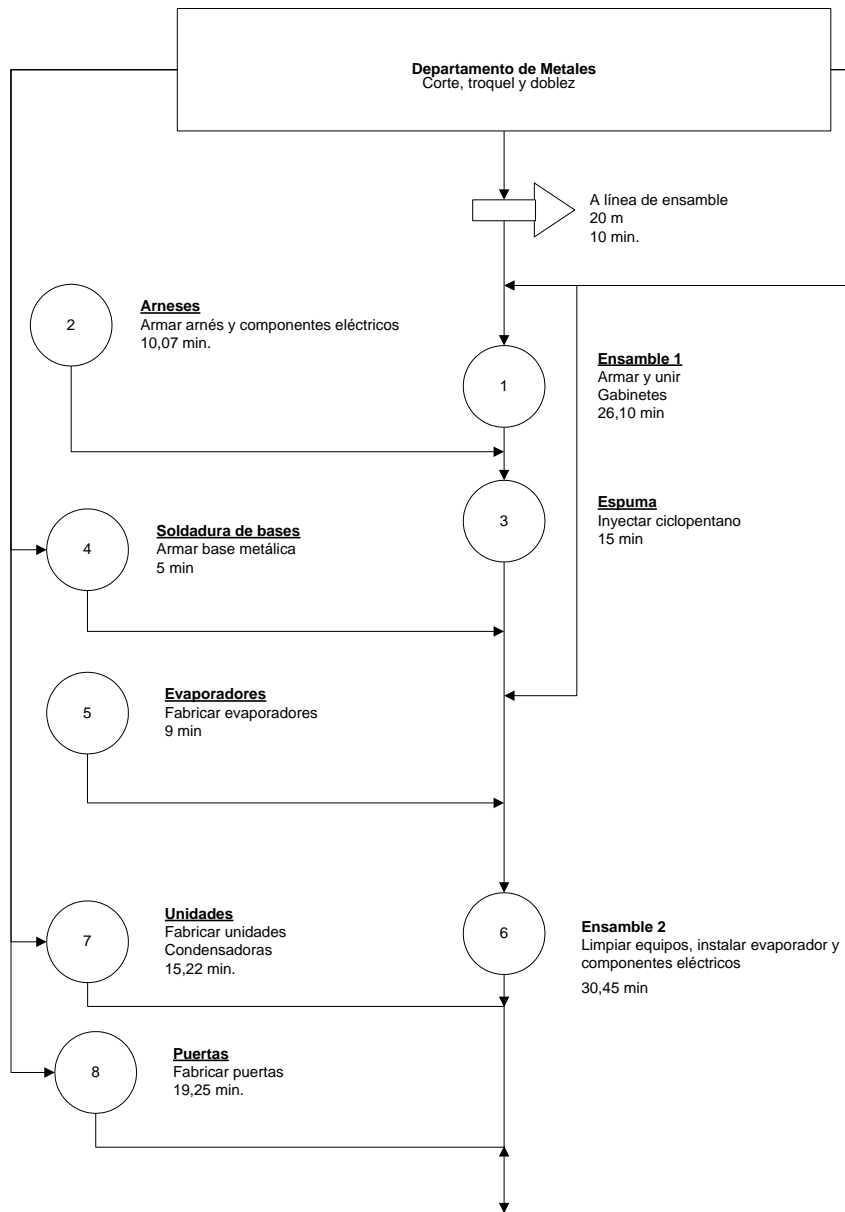 Departamento de Metales
Corte, troquel y doblez
A línea de ensamble
20 m
10 min.
2
Arneses
Armar arnés y componentes eléctricos
10,07 min.
1
Ensamble 1
Armar y unir
Gabinetes
26,10 min
3
Espuma
Inyectar ciclopentano
15 min
4
Soldadura de bases
Armar base metálica
5 min
5
Evaporadores
Fabricar evaporadores
9 min
7
Unidades
Fabricar unidades
Condensadoras
15,22 min.
6
Ensamble 2
Limpiar equipos, instalar evaporador y
componentes eléctricos
30,45 min
8
Puertas
Fabricar puertas
19,25 min.